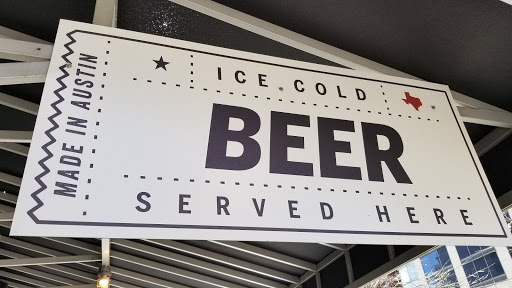 MADE IN AUSTIN
ICE COLD
BEER
SERVED HERE